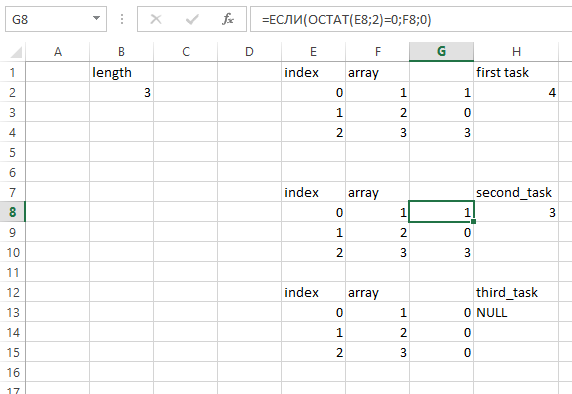 G8 fx =ЕСЛИ(ОСТАТ(E8;2)=0;F8;0)
A B C D E F G H
1 length index array first task
2 3 0 1 1 4
3 1 2 0
4 2 3 3
5
6
7 index array second_task
8 0 1 1 3
9 1 2 0
10 2 3 3
11
12 index array third_task
13 0 1 0 NULL
14 1 2 0
15 2 3 0
16
17